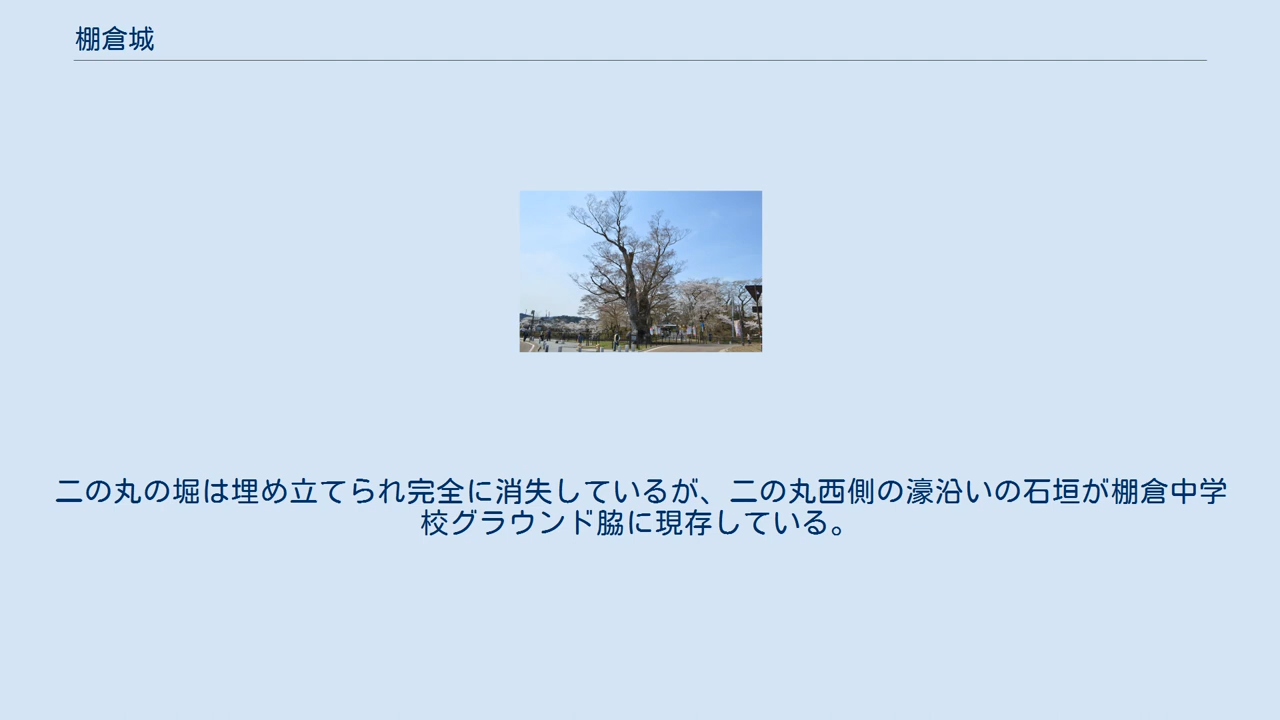 棚倉城
二の丸の堀は埋め立てられ完全に消失しているが、二の丸西側の濠沿いの石垣が棚倉中学
校グラウンド脇に現存している。